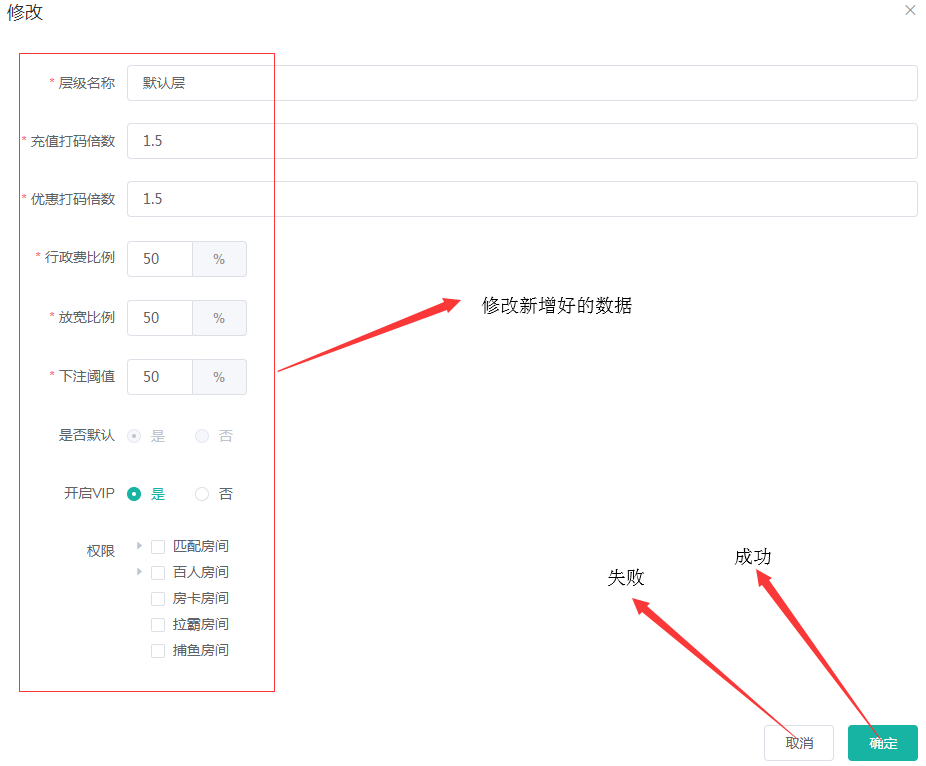 修改
* 层级名称 默认层
* 充值打码倍数 1.5
* 优惠打码倍数 1.5
* 行政费比例 50 %
修改新增好的数据
* 放宽比例 50 %
* 下注阈值 50 %
是否默认 是 否
开启VIP 是 否
权限 匹配房间
百人房间
房卡房间
拉霸房间
捕鱼房间
成功
失败
取消 确定